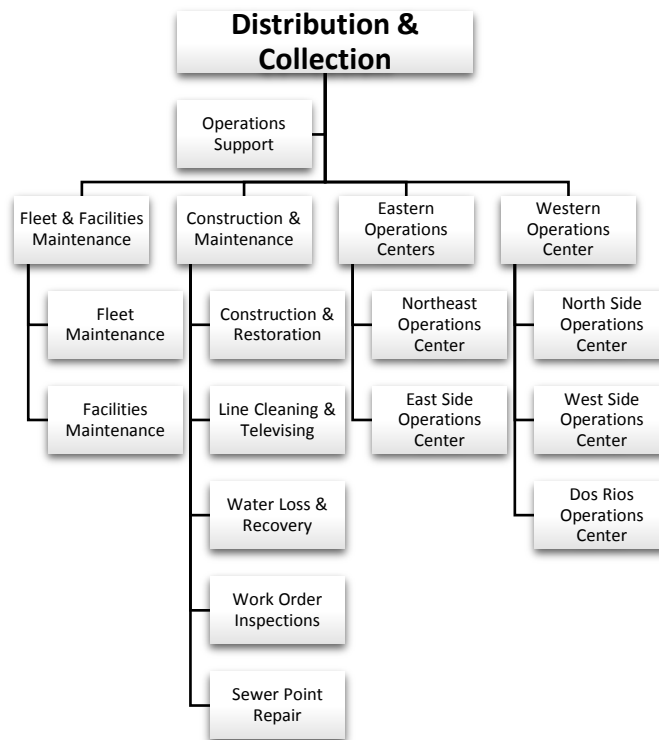 Distribution &
Collection
Operations
Support
Fleet & Facilities
Maintenance
Construction &
Maintenance
Eastern
Operations
Centers
Western
Operations
Center
Fleet
Maintenance
Facilities
Maintenance
Construction
& Restoration
Line Cleaning &
Televising
Water Loss &
Recovery
Work Order
Inspections
Sewer Point
Repair
Northeast
Operations
Center
East Side
Operations
Center
North Side
Operations
Center
West Side
Operations
Center
Dos Rios
Operations
Center